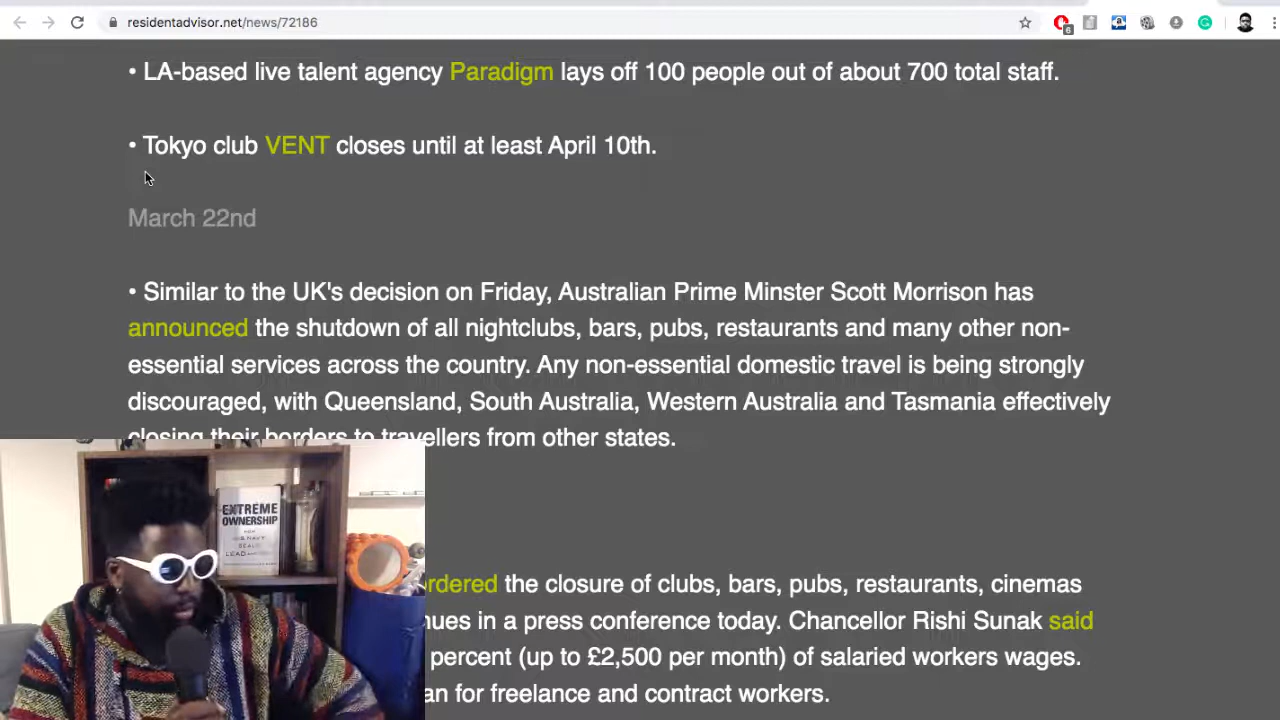 residentadvisor.net/news/72186
6
• LA-based live talent agency Paradigm lays off 100 people out of about 700 total staff.
• Tokyo club VENT closes until at least April 10th.
March 22nd
• Similar to the UK's decision on Friday, Australian Prime Minster Scott Morrison has
announced the shutdown of all nightclubs, bars, pubs, restaurants and many other non-
essential services across the country. Any non-essential domestic travel is being strongly
discouraged, with Queensland, South Australia, Western Australia and Tasmania effectively
closing their borders to travellers from other states.
EXTREME
OWNERSHIP
NAVY
SEALS
LEAD
rdered the closure of clubs, bars, pubs, restaurants, cinemas
nues in a press conference today. Chancellor Rishi Sunak said
percent (up to £2,500 per month) of salaried workers wages.
an for freelance and contract workers.